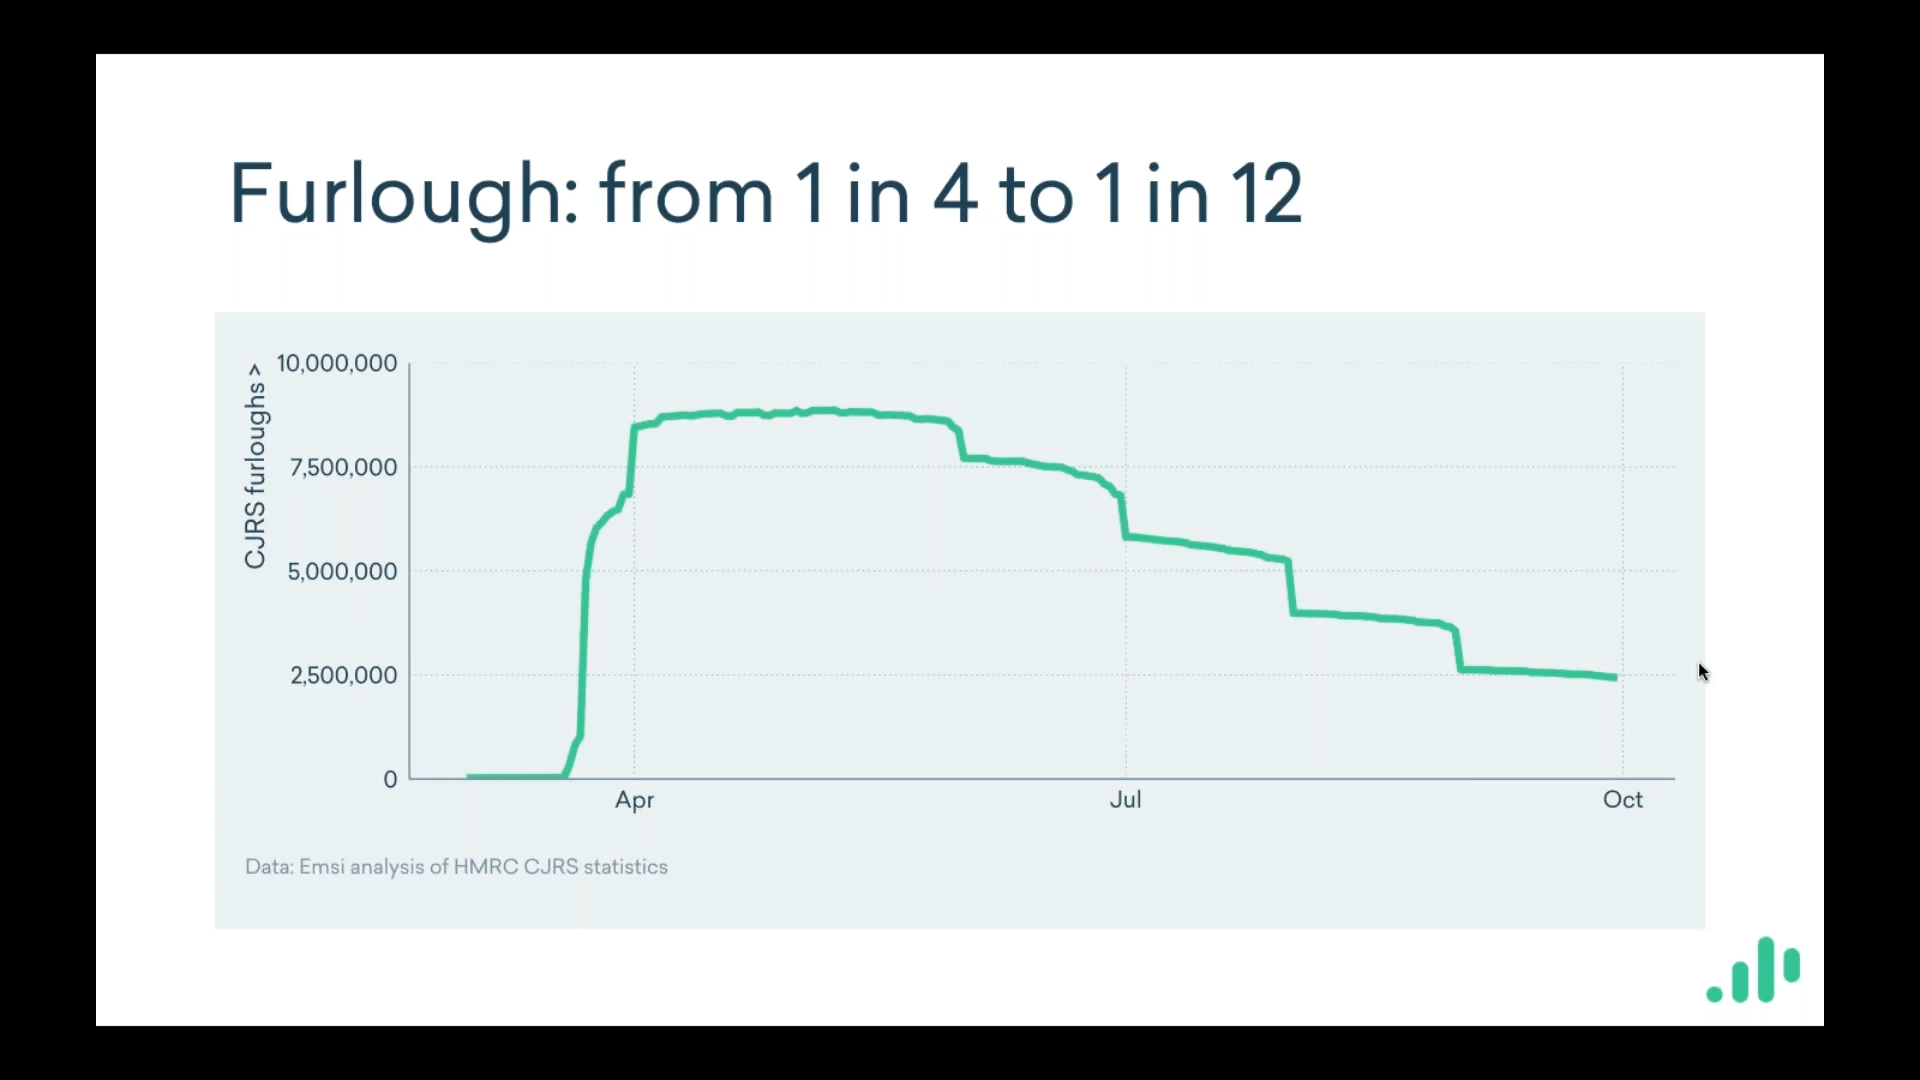 Furlough: from 1 in 4 to 1 in 12
CJRS furloughs >
10,000,000
7,500,000
5,000,000
2,500,000
0
Apr
Jul
Oct
Data: Emsi analysis of HMRC CJRS statistics